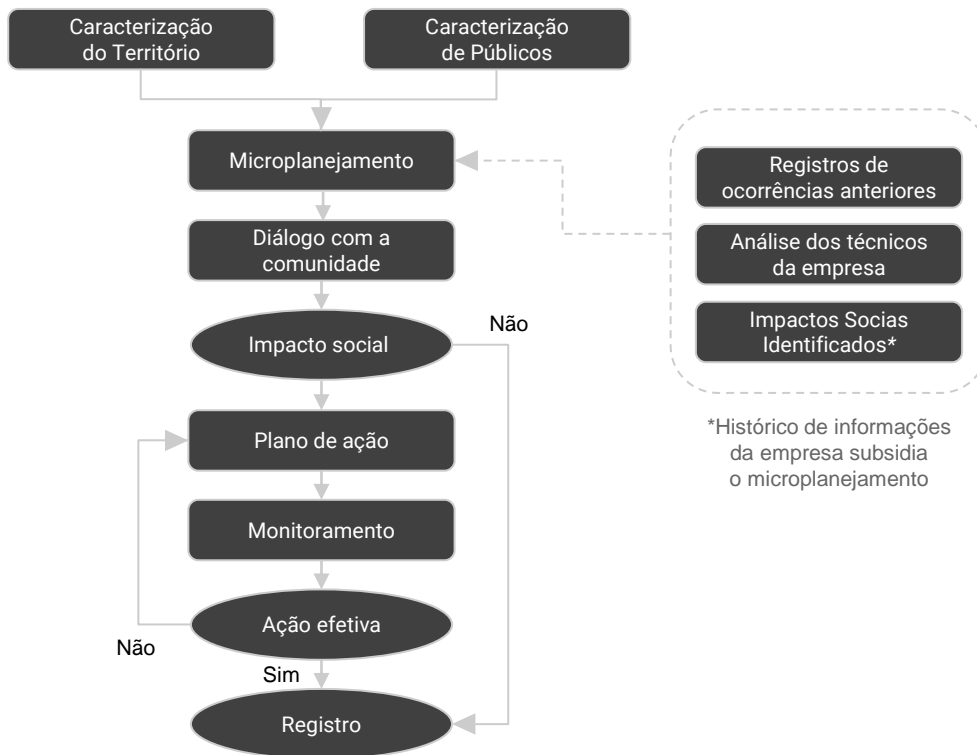 Caracterização
do Território
Caracterização
de Públicos
Microplanejamento
Registros de
ocorrências anteriores
Diálogo com a
comunidade
Análise dos técnicos
da empresa
Não
Impacto social
Impactos Socias
Identificados*
Plano de ação
*Histórico de informações
da empresa subsidia
o microplanejamento
Monitoramento
Ação efetiva
Não
Sim
Registro